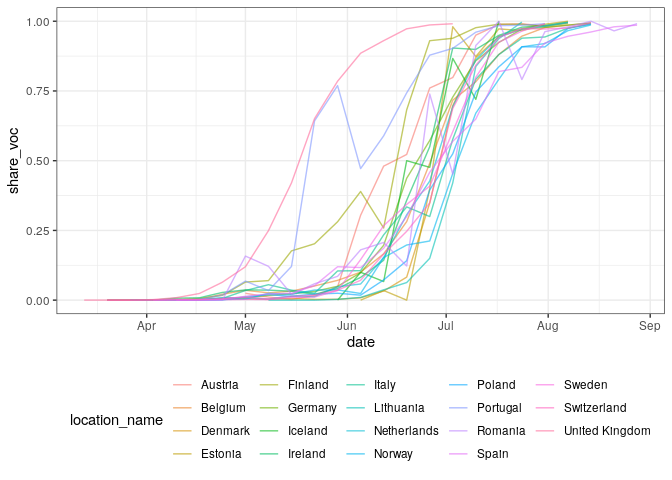 1.00
0.75
0.50
0.25
0.00
share_voc
Apr May Jun Jul Aug Sep
date
location_name
Austria Finland Italy Poland Sweden
Belgium Germany Lithuania Portugal Switzerland
Denmark Iceland Netherlands Romania United Kingdom
Estonia Ireland Norway Spain